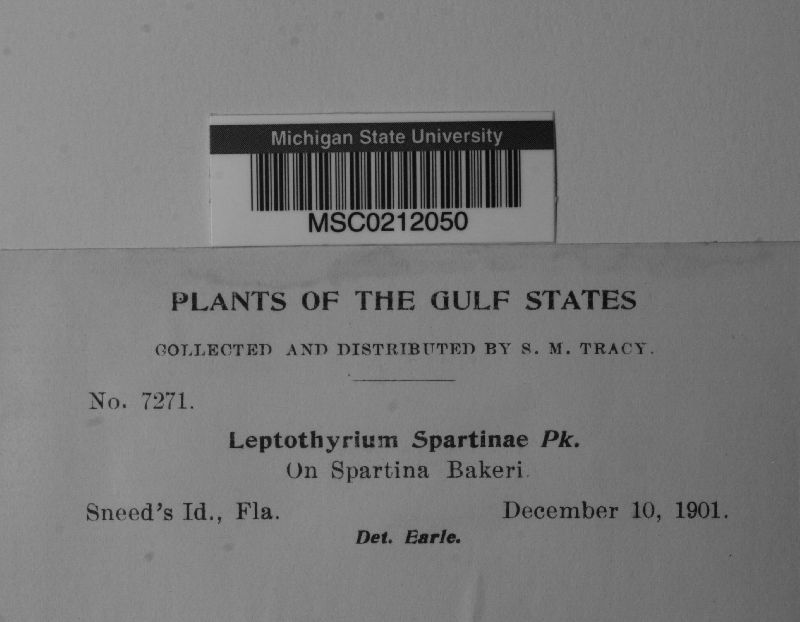 Michigan State University
MSC0212050
PLANTS OF THE GULF STATES
COLLECTED AND DISTRIBUTED BY S. M. TRACY.
No. 7271.
Leptothyrium Spartinae Pk.
On Spartina Bakeri.
Sneed's Id., Fla. December 10, 1901.
Det. Earle.